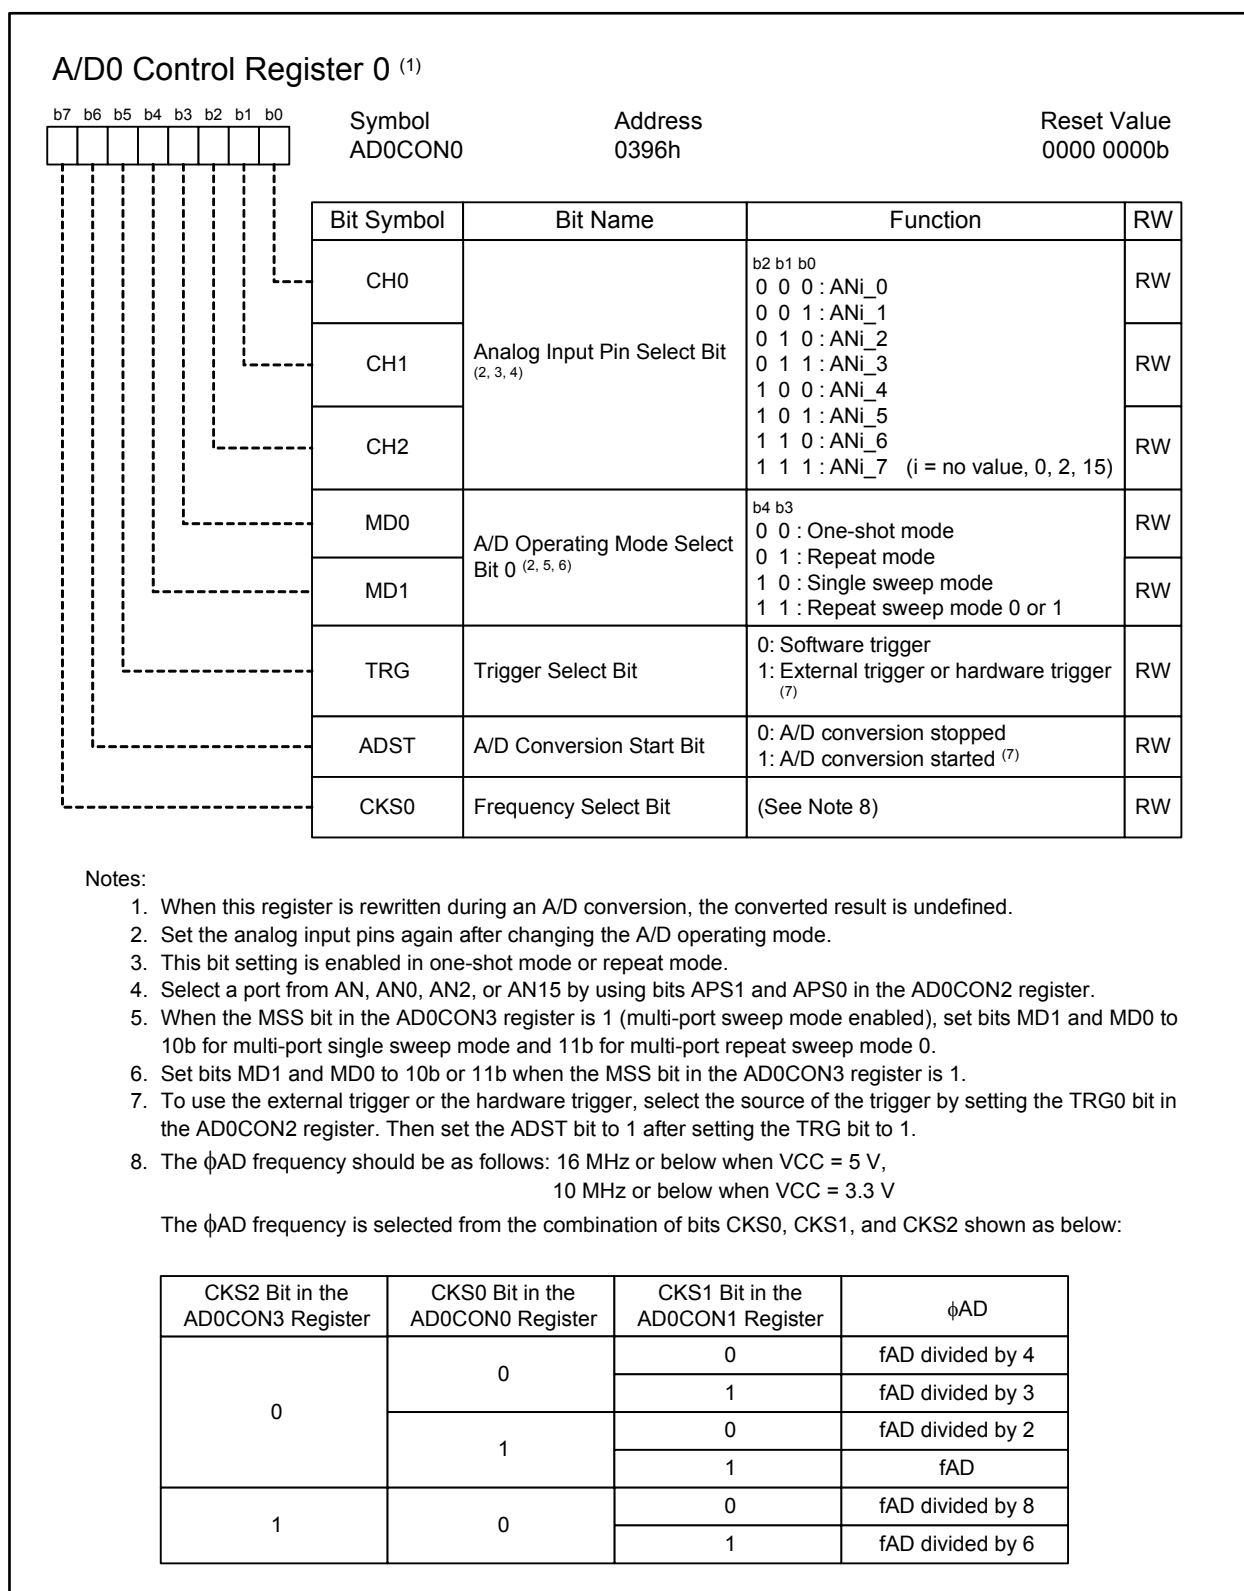 A/D0 Control Register 0 (1)
b7 b6 b5 b4 b3 b2 b1 b0
Symbol Address Reset Value
AD0CON0 0396h 0000 0000b
Bit Symbol Bit Name Function RW
CH0 RW
CH1 RW
CH2 RW
Analog Input Pin Select Bit
(2, 3, 4)
b2 b1 b0
0 0 0 : ANi_0
0 0 1 : ANi_1
0 1 0 : ANi_2
0 1 1 : ANi_3
1 0 0 : ANi_4
1 0 1 : ANi_5
1 1 0 : ANi_6
1 1 1 : ANi_7 (i = no value, 0, 2, 15)
MD0 RW
MD1 RW
A/D Operating Mode Select
Bit 0 (2, 5, 6)
b4 b3
0 0 : One-shot mode
0 1 : Repeat mode
1 0 : Single sweep mode
1 1 : Repeat sweep mode 0 or 1
TRG Trigger Select Bit RW
0: Software trigger
1: External trigger or hardware trigger
(7)
ADST A/D Conversion Start Bit RW
0: A/D conversion stopped
1: A/D conversion started (7)
CKS0 Frequency Select Bit (See Note 8) RW
Notes:
1. When this register is rewritten during an A/D conversion, the converted result is undefined.
2. Set the analog input pins again after changing the A/D operating mode.
3. This bit setting is enabled in one-shot mode or repeat mode.
4. Select a port from AN, AN0, AN2, or AN15 by using bits APS1 and APS0 in the AD0CON2 register.
5. When the MSS bit in the AD0CON3 register is 1 (multi-port sweep mode enabled), set bits MD1 and MD0 to
10b for multi-port single sweep mode and 11b for multi-port repeat sweep mode 0.
6. Set bits MD1 and MD0 to 10b or 11b when the MSS bit in the AD0CON3 register is 1.
7. To use the external trigger or the hardware trigger, select the source of the trigger by setting the TRG0 bit in
the AD0CON2 register. Then set the ADST bit to 1 after setting the TRG bit to 1.
8. The ϕAD frequency should be as follows: 16 MHz or below when VCC = 5 V,
10 MHz or below when VCC = 3.3 V
The ϕAD frequency is selected from the combination of bits CKS0, CKS1, and CKS2 shown as below:
CKS2 Bit in the CKS0 Bit in the CKS1 Bit in the ϕAD
AD0CON3 Register AD0CON0 Register AD0CON1 Register
0 0 0 fAD divided by 4
1 fAD divided by 3
1 0 fAD divided by 2
1 fAD
1 0 0 fAD divided by 8
1 fAD divided by 6